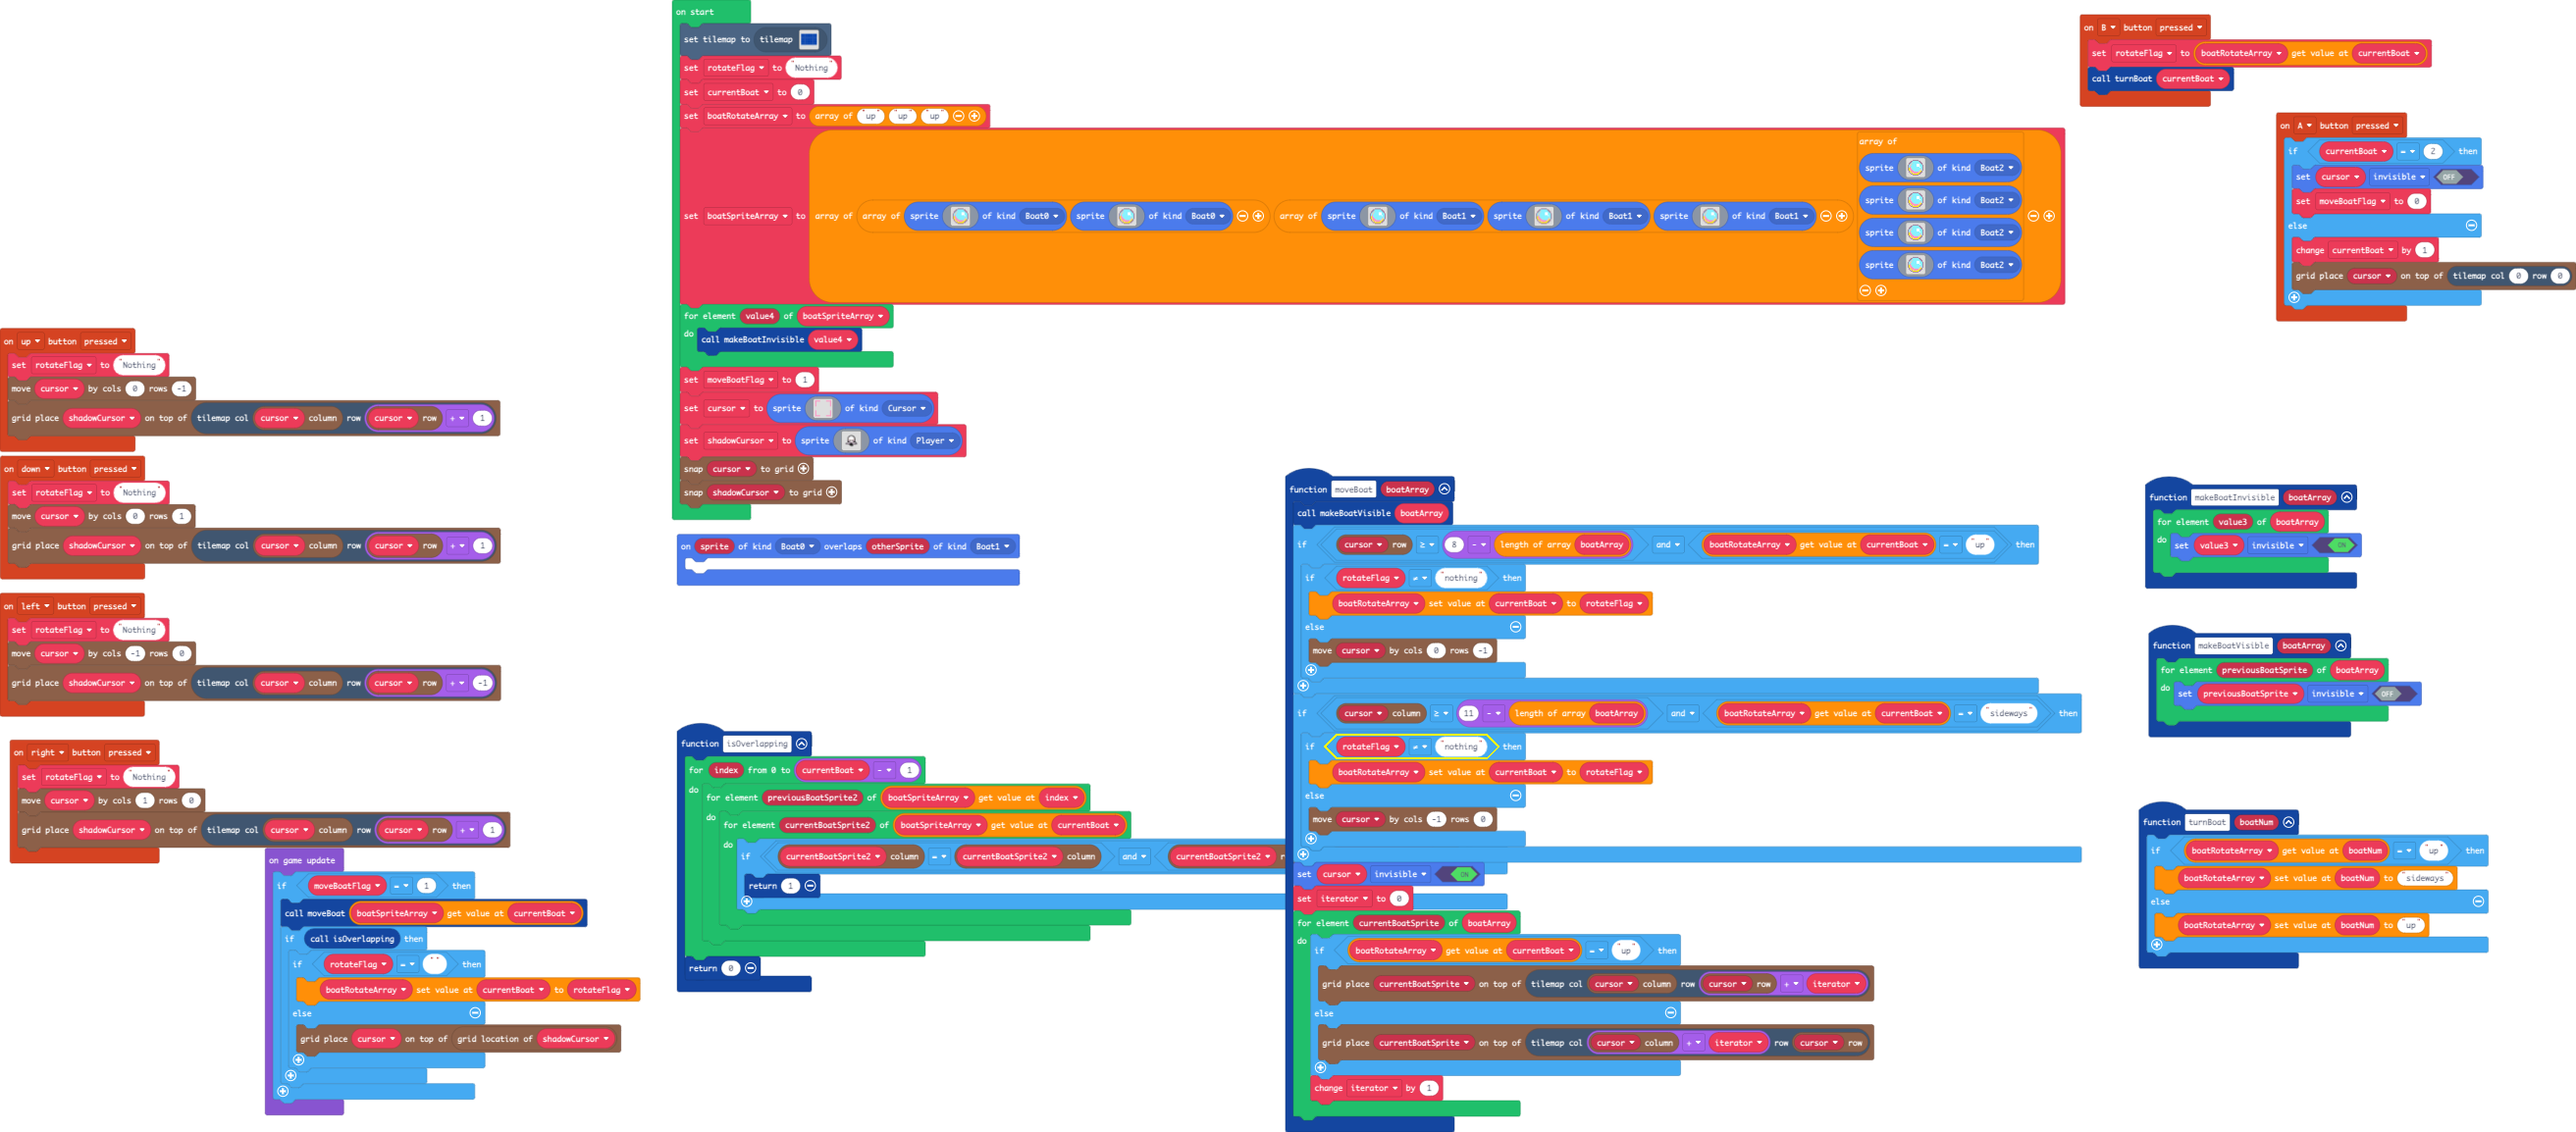 on start
set tilemap to tilemap
set rotateFlag to "Nothing"
set currentBoat to 0
set boatRotateArray to array of "up" "up" "up"
array of
sprite of kind Boat2
sprite of kind Boat2
set boatSpriteArray to array of array of sprite of kind Boat0 sprite of kind Boat0 array of sprite of kind Boat1 sprite of kind Boat1 sprite of kind Boat1
sprite of kind Boat2
sprite of kind Boat2
for element value4 of boatSpriteArray
do call makeBoatInvisible value4
set moveBoatFlag to 1
set cursor to sprite of kind Cursor
set shadowCursor to sprite of kind Player
snap cursor to grid
snap shadowCursor to grid
on B button pressed
set rotateFlag to boatRotateArray get value at currentBoat
call turnBoat currentBoat
on A button pressed
if currentBoat = 2 then
set cursor invisible OFF
set moveBoatFlag to 0
else
change currentBoat by 1
grid place cursor on top of tilemap col 0 row 0
on up button pressed
set rotateFlag to "Nothing"
move cursor by cols 0 rows -1
grid place shadowCursor on top of tilemap col cursor column row cursor row + 1
on down button pressed
set rotateFlag to "Nothing"
move cursor by cols 0 rows 1
grid place shadowCursor on top of tilemap col cursor column row cursor row + 1
on left button pressed
set rotateFlag to "Nothing"
move cursor by cols -1 rows 0
grid place shadowCursor on top of tilemap col cursor column row cursor row + -1
on right button pressed
set rotateFlag to "Nothing"
move cursor by cols 1 rows 0
grid place shadowCursor on top of tilemap col cursor column row cursor row + 1
on game update
if moveBoatFlag = 1 then
call moveBoat boatSpriteArray get value at currentBoat
if call isOverlapping then
if rotateFlag = "" then
boatRotateArray set value at currentBoat to rotateFlag
else
grid place cursor on top of grid location of shadowCursor
on sprite of kind Boat0 overlaps otherSprite of kind Boat1
function isOverlapping
for index from 0 to currentBoat - 1
do for element previousBoatSprite2 of boatSpriteArray get value at index
do for element currentBoatSprite2 of boatSpriteArray get value at currentBoat
do if currentBoatSprite2 column = currentBoatSprite2 column and currentBoatSprite2
return 1
return 0
function moveBoat boatArray
call makeBoatVisible boatArray
if cursor row ≥ 8 - length of array boatArray and boatRotateArray get value at currentBoat = "up" then
if rotateFlag ≠ "nothing" then
boatRotateArray set value at currentBoat to rotateFlag
else
move cursor by cols 0 rows -1
if cursor column ≥ 11 - length of array boatArray and boatRotateArray get value at currentBoat = "sideways" then
if rotateFlag ≠ "nothing" then
boatRotateArray set value at currentBoat to rotateFlag
else
move cursor by cols -1 rows 0
set cursor invisible ON
set iterator to 0
for element currentBoatSprite of boatArray
do if boatRotateArray get value at currentBoat = "up" then
grid place currentBoatSprite on top of tilemap col cursor column row cursor row + iterator
else
grid place currentBoatSprite on top of tilemap col cursor column + iterator row cursor row
change iterator by 1
function makeBoatInvisible boatArray
for element value3 of boatArray
do set value3 invisible ON
function makeBoatVisible boatArray
for element previousBoatSprite of boatArray
do set previousBoatSprite invisible OFF
function turnBoat boatNum
if boatRotateArray get value at boatNum = "up" then
boatRotateArray set value at boatNum to "sideways"
else
boatRotateArray set value at boatNum to "up"